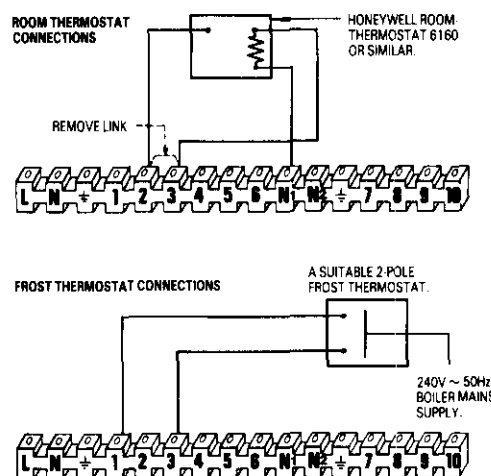 ROOM THERMOSTAT
CONNECTIONS
HONEYWELL ROOM
THERMOSTAT 6160
OR SIMILAR.
REMOVE LINK
L N ⏚ 1 2 3 4 5 6 N1 N2 ⏚ 7 8 9 10
FROST THERMOSTAT CONNECTIONS
A SUITABLE 2-POLE
FROST THERMOSTAT.
240V ~ 50Hz
BOILER MAINS
SUPPLY.
L N ⏚ 1 2 3 4 5 6 N1 N2 ⏚ 7 8 9 10